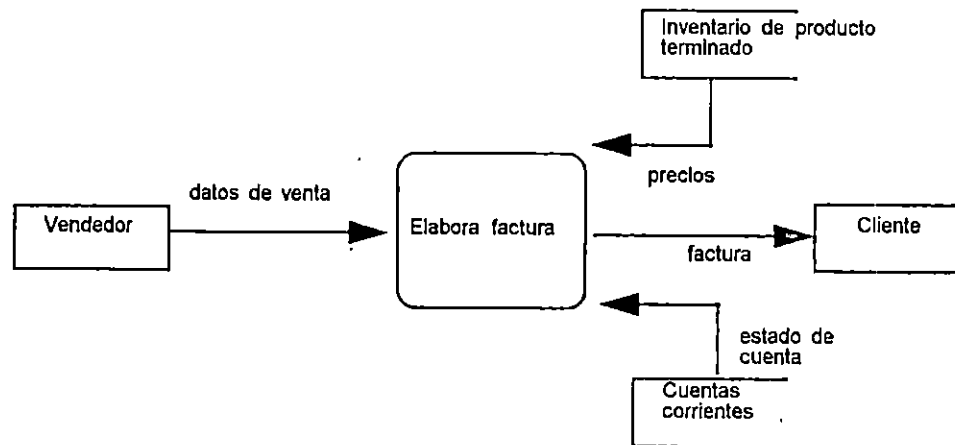 Inventario de producto
terminado
precios
datos de venta
Vendedor
Elabora factura
Cliente
factura
estado de
cuenta
Cuentas
corrientes